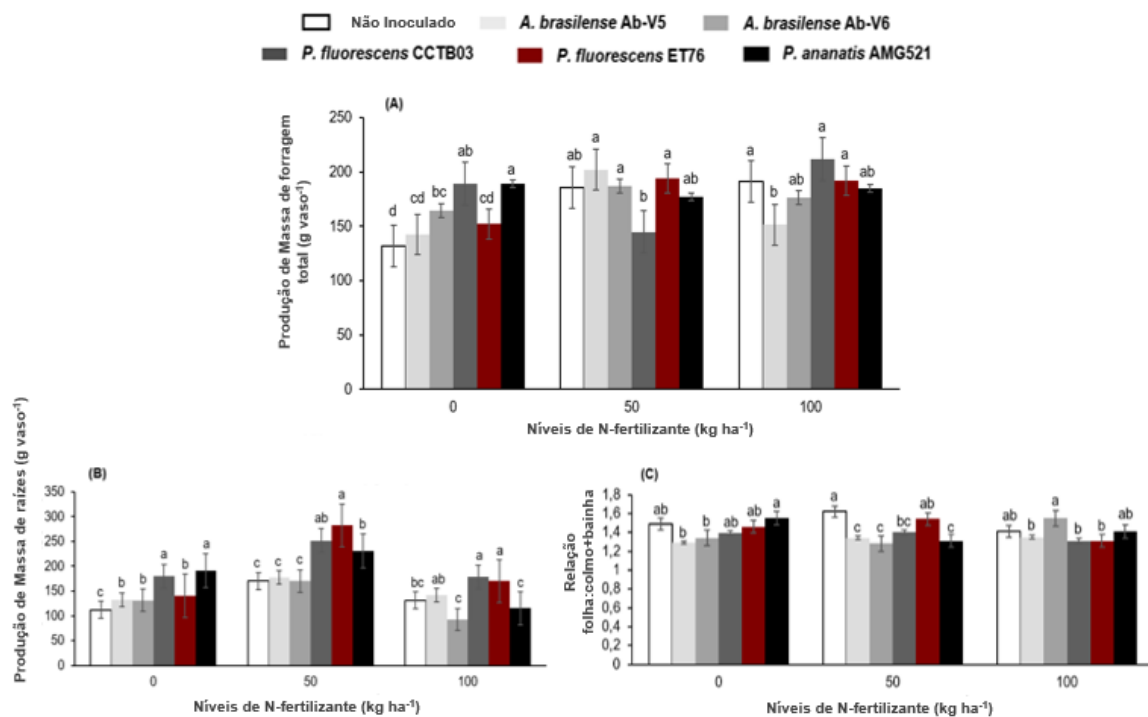 Não Inoculado
A. brasilense Ab-V5
A. brasilense Ab-V6
P. fluorescens CCTB03
P. fluorescens ET76
P. ananatis AMG521
(A)
Produção de Massa de forragem
total (g vaso⁻¹)
250
200
150
100
50
0
d cd bc ab cd a
ab a a b a ab
a b ab a a ab
0 50 100
Níveis de N-fertilizante (kg ha⁻¹)
(B)
Produção de Massa de raízes (g vaso⁻¹)
350
300
250
200
150
100
50
0
c b b a b a
c c c ab a b
bc ab c a a c
0 50 100
Níveis de N-fertilizante (kg ha⁻¹)
(C)
Relação
folha:colmo+bainha
1,8
1,6
1,4
1,2
1
0,8
0,6
0,4
0,2
0
ab b b ab ab a
a c c bc ab c
ab b a b b ab
0 50 100
Níveis de N-fertilizante (kg ha⁻¹)